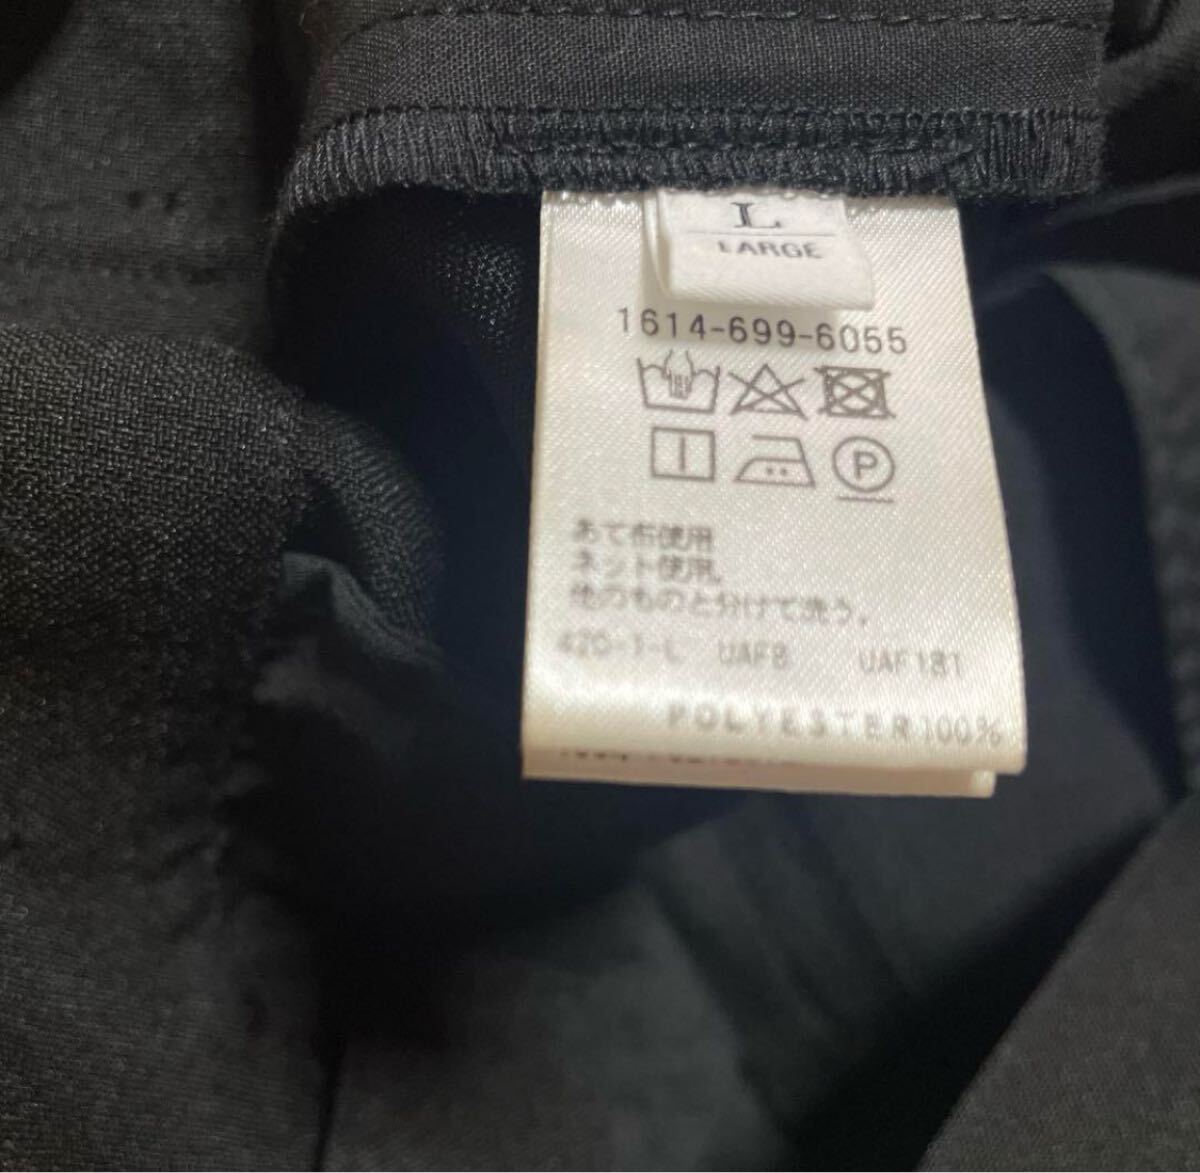 L
LARGE
1614-699-6055
P
あて布使用
ネット使用。
他のものと分けて洗う。
420-1-L UAF8 UAF181
POLYESTER100%